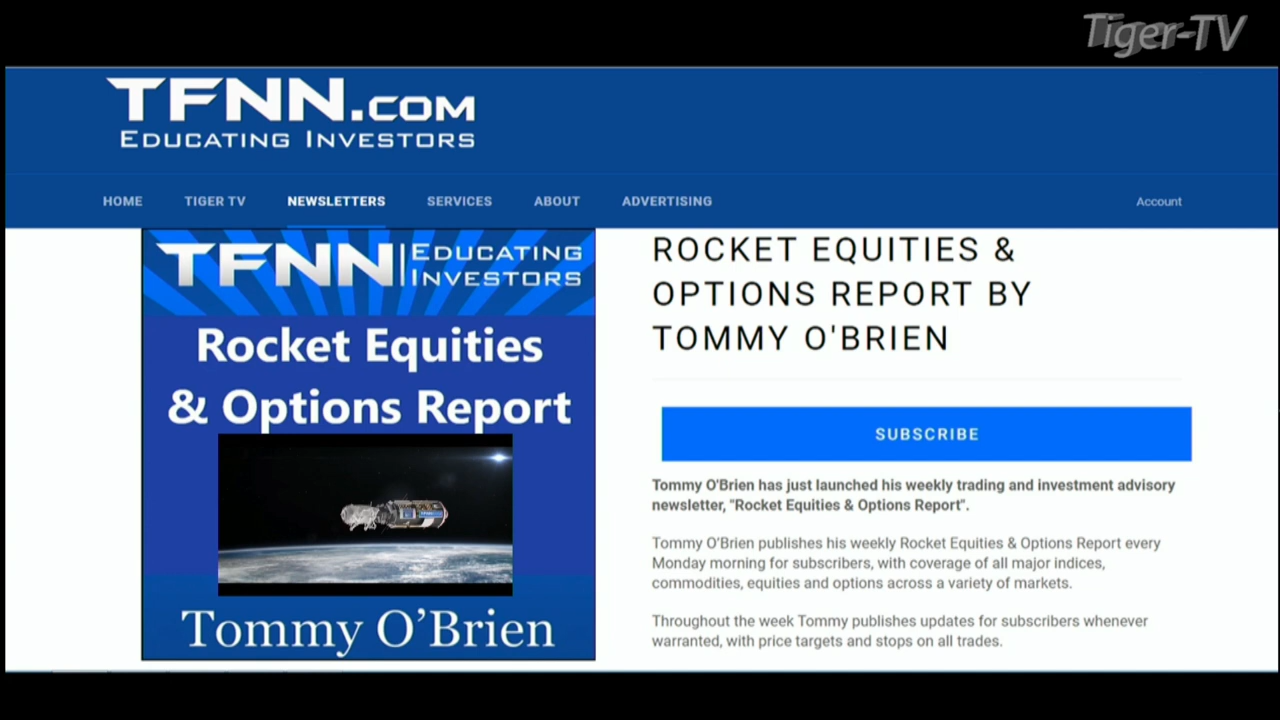 Tiger-TV
TFNN.COM
EDUCATING INVESTORS
HOME TIGER TV NEWSLETTERS SERVICES ABOUT ADVERTISING Account
TFNN EDUCATING
INVESTORS
Rocket Equities
& Options Report
Tommy O’Brien
ROCKET EQUITIES &
OPTIONS REPORT BY
TOMMY O'BRIEN
SUBSCRIBE
Tommy O'Brien has just launched his weekly trading and investment advisory
newsletter, "Rocket Equities & Options Report".
Tommy O’Brien publishes his weekly Rocket Equities & Options Report every
Monday morning for subscribers, with coverage of all major indices,
commodities, equities and options across a variety of markets.
Throughout the week Tommy publishes updates for subscribers whenever
warranted, with price targets and stops on all trades.